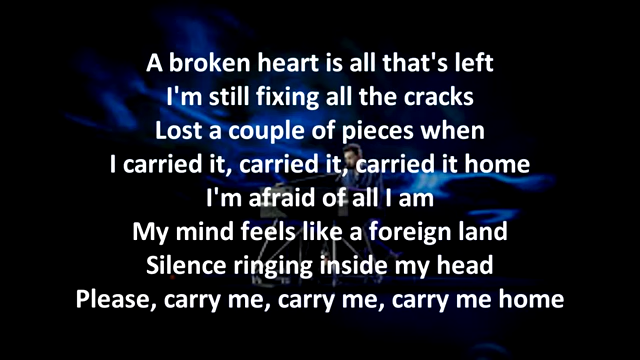 A broken heart is all that's left
I'm still fixing all the cracks
Lost a couple of pieces when
I carried it, carried it, carried it home
I'm afraid of all I am
My mind feels like a foreign land
Silence ringing inside my head
Please, carry me, carry me, carry me home